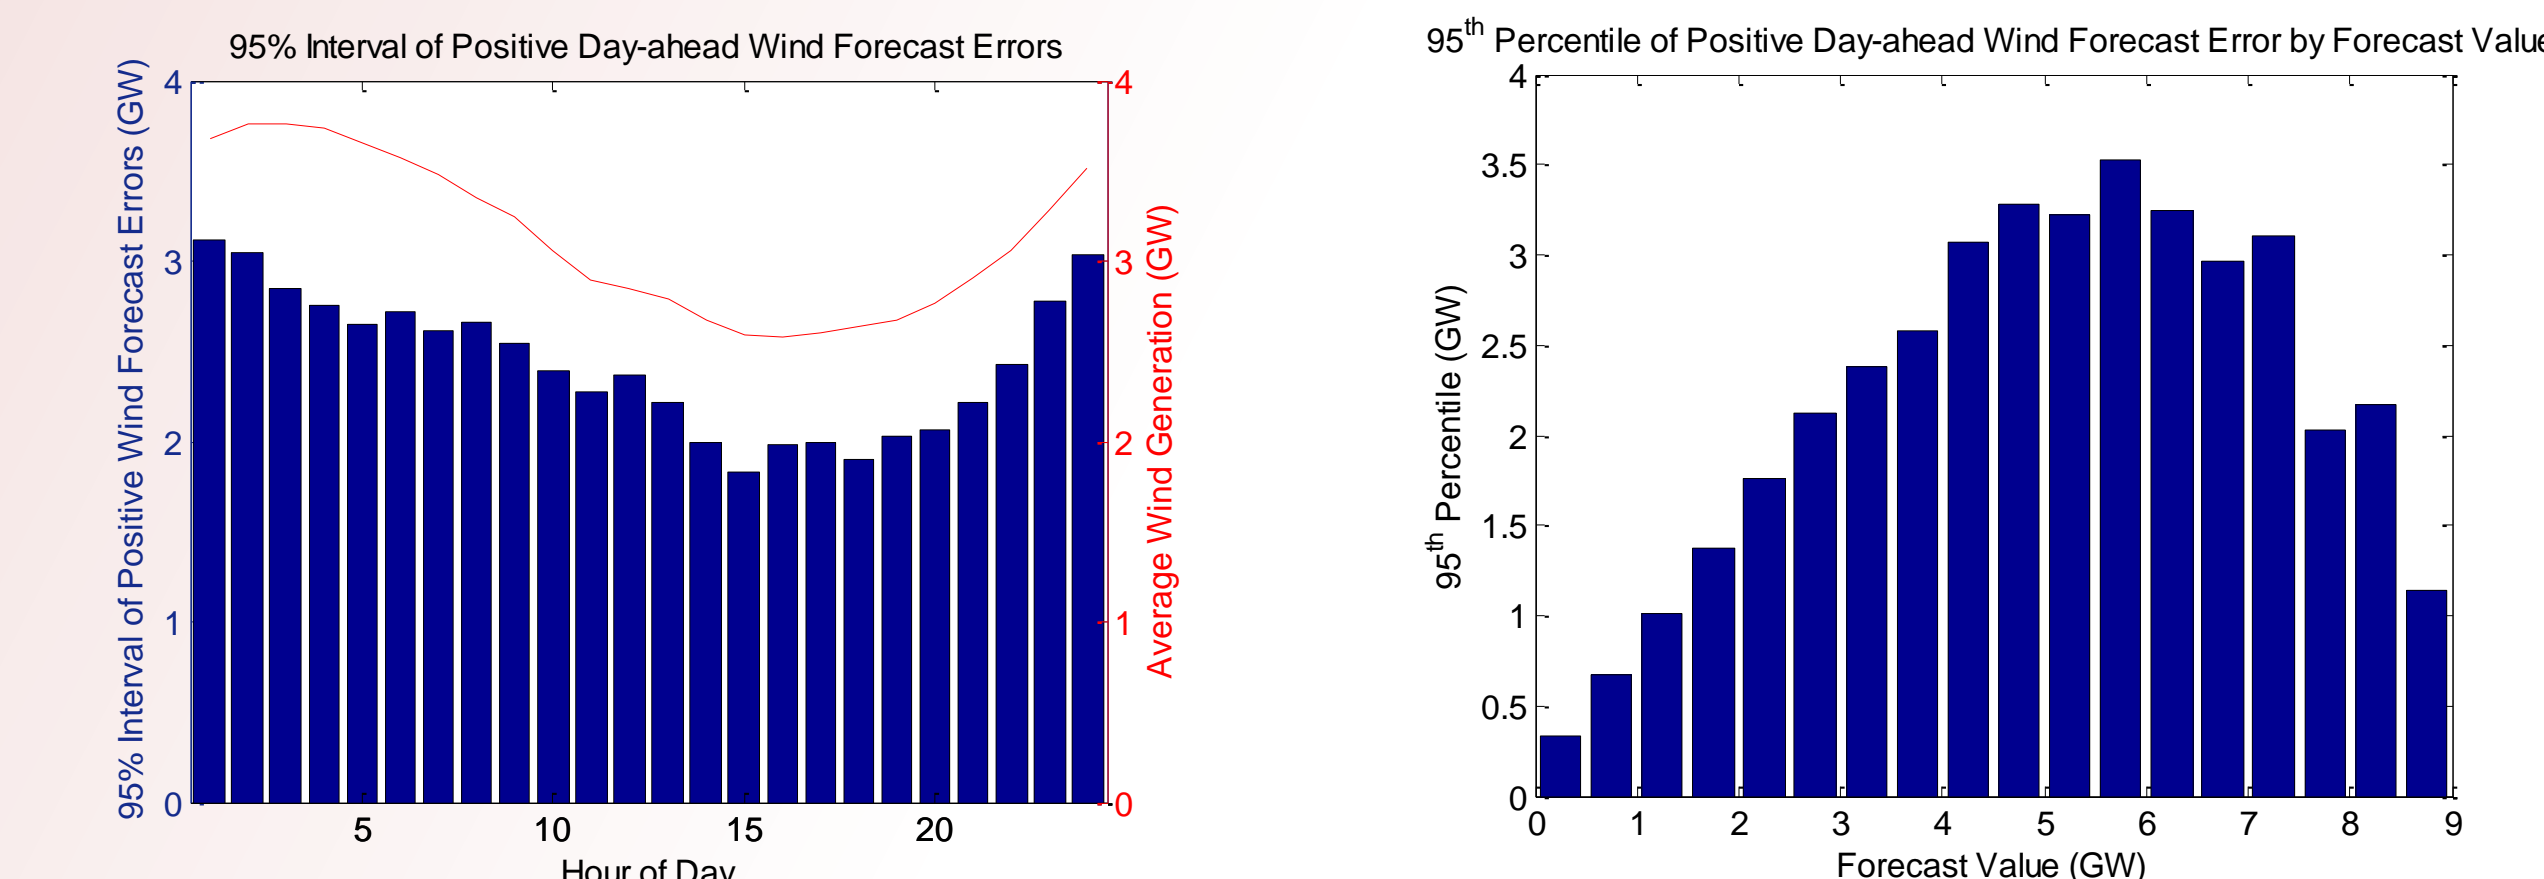 95% Interval of Positive Day-ahead Wind Forecast Errors
95% Interval of Positive Wind Forecast Errors (GW)
4
3
2
1
0
5 10 15 20
Hour of Day
4
3
2
1
0
Average Wind Generation (GW)
95th Percentile of Positive Day-ahead Wind Forecast Error by Forecast Value
95th Percentile (GW)
4
3.5
3
2.5
2
1.5
1
0.5
0
0 1 2 3 4 5 6 7 8 9
Forecast Value (GW)